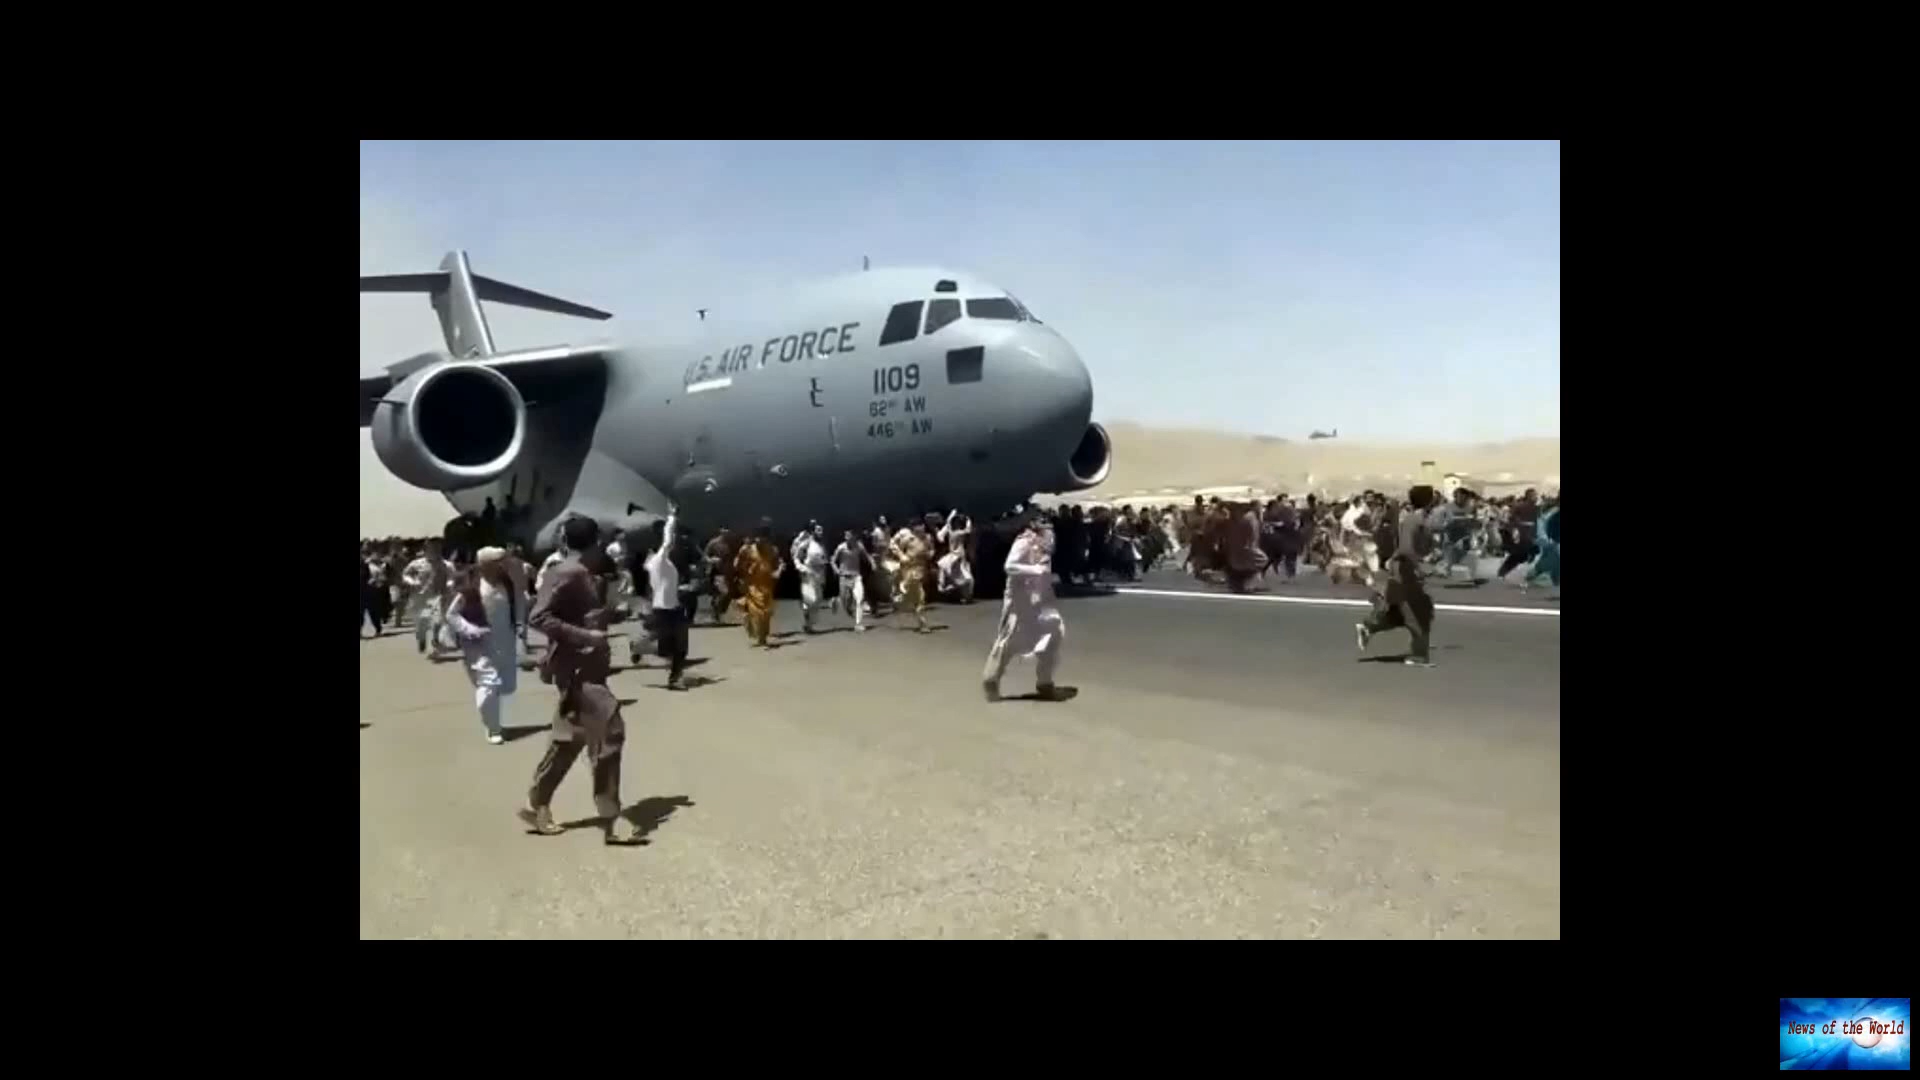 U.S. AIR FORCE
1109
62ND AW
446TH AW
News of the World